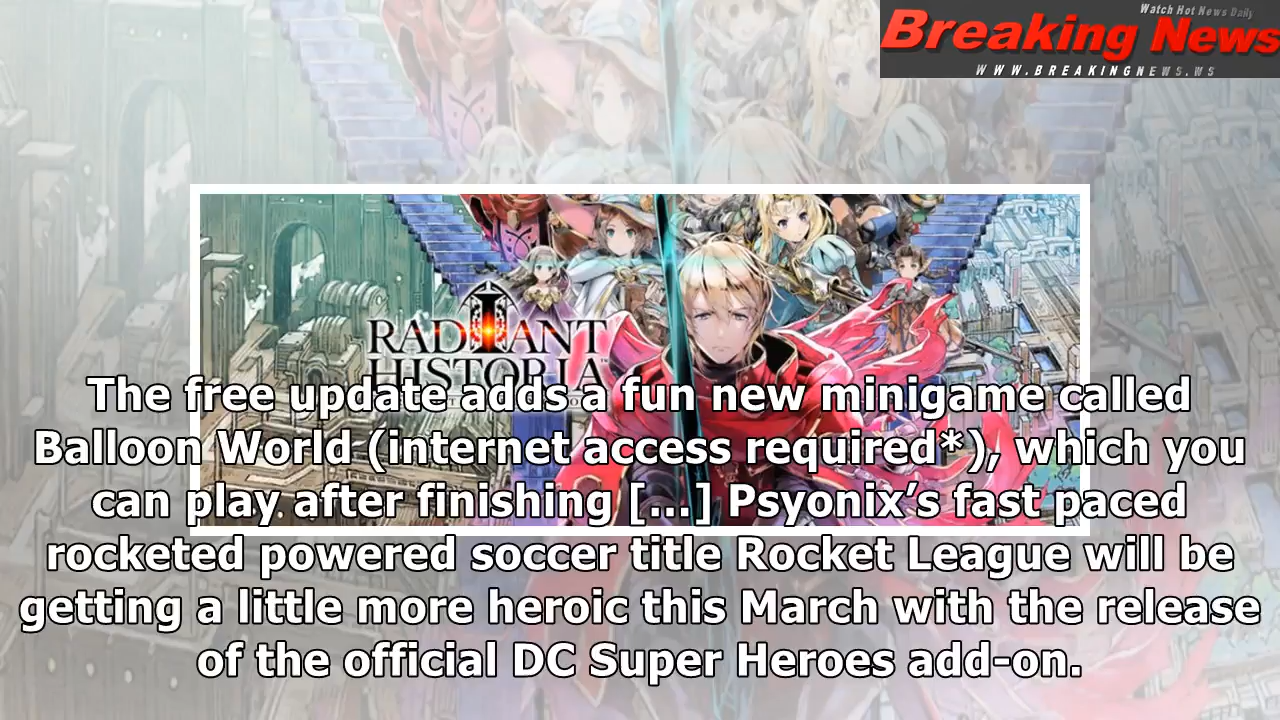 Watch Hot News Daily
Breaking News
WWW.BREAKINGNEWS.WS
RADIANT
HISTORIA
The free update adds a fun new minigame called
Balloon World (internet access required*), which you
can play after finishing [...] Psyonix’s fast paced
rocketed powered soccer title Rocket League will be
getting a little more heroic this March with the release
of the official DC Super Heroes add-on.